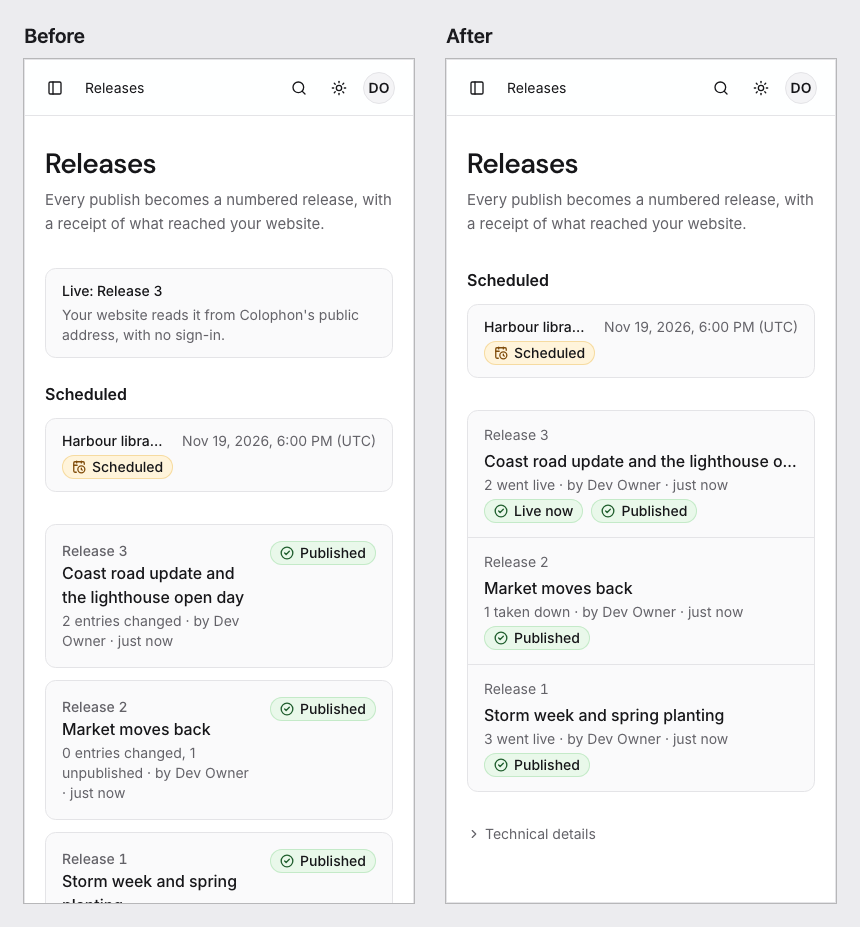 Before
Releases
DO
Releases
Every publish becomes a numbered release, with
a receipt of what reached your website.
Live: Release 3
Your website reads it from Colophon's public
address, with no sign-in.
Scheduled
Harbour libra... Nov 19, 2026, 6:00 PM (UTC)
Scheduled
Release 3
Published
Coast road update and
the lighthouse open day
2 entries changed · by Dev
Owner · just now
Release 2
Published
Market moves back
0 entries changed, 1
unpublished · by Dev Owner
· just now
Release 1
Published
Storm week and spring
planting
After
Releases
DO
Releases
Every publish becomes a numbered release, with
a receipt of what reached your website.
Scheduled
Harbour libra... Nov 19, 2026, 6:00 PM (UTC)
Scheduled
Release 3
Coast road update and the lighthouse o...
2 went live · by Dev Owner · just now
Live now Published
Release 2
Market moves back
1 taken down · by Dev Owner · just now
Published
Release 1
Storm week and spring planting
3 went live · by Dev Owner · just now
Published
Technical details